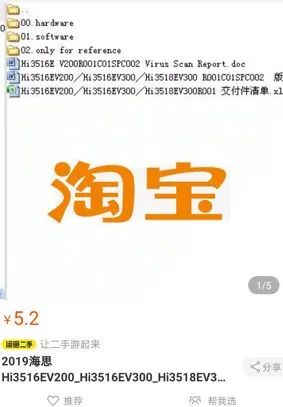 ..
00.hardware
01.software
02.only for reference
Hi3516E V200R001C01SPC002 Virus Scan Report.doc
Hi3516EV200／Hi3516EV300／Hi3518EV300 R001C01SPC002 版
Hi3516EV200／Hi3516EV300／Hi3518EV300R001 交付件清单.xl
淘宝
1/5
¥5.2
闲鱼二手 让二手游起来
分享
2019海思
Hi3516EV200_Hi3516EV300_Hi3518EV3...
推荐 帮我选